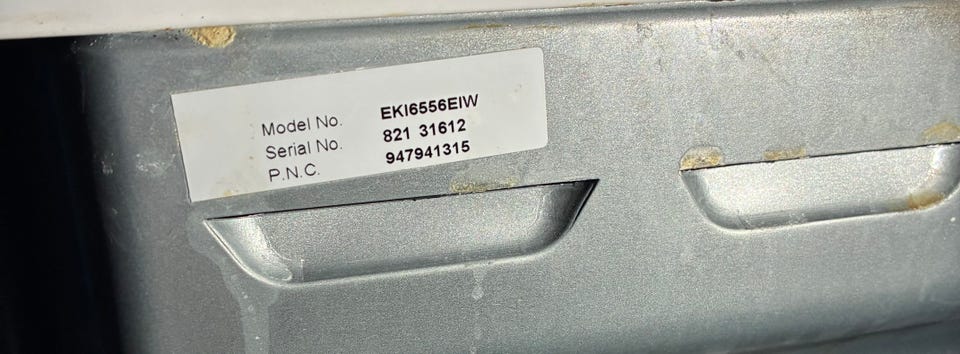 Model No. EKI6556EIW
Serial No. 821 31612
P.N.C. 947941315